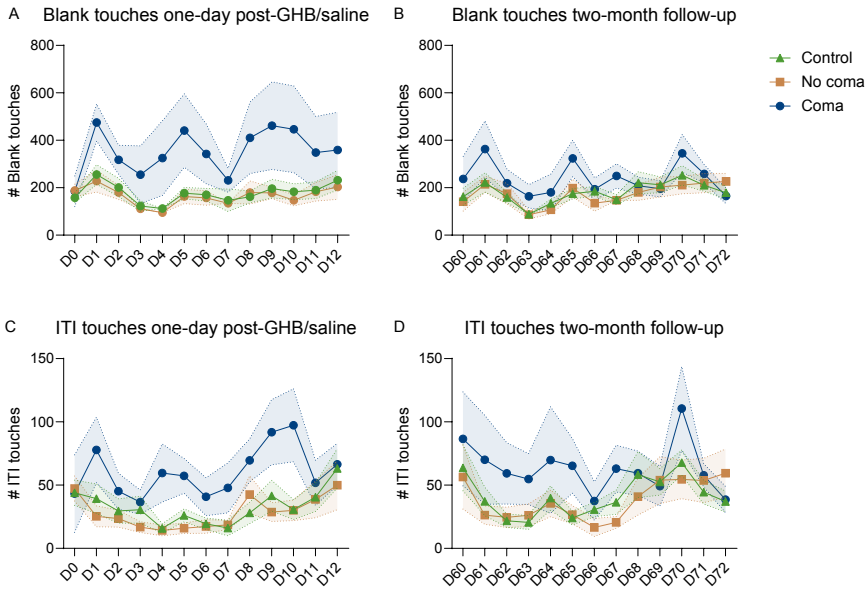 A Blank touches one-day post-GHB/saline
# Blank touches
800
600
400
200
0
D0 D1 D2 D3 D4 D5 D6 D7 D8 D9 D10 D11 D12
B Blank touches two-month follow-up
# Blank touches
800
600
400
200
0
D60 D61 D62 D63 D64 D65 D66 D67 D68 D69 D70 D71 D72
Control
No coma
Coma
C ITI touches one-day post-GHB/saline
# ITI touches
150
100
50
0
D0 D1 D2 D3 D4 D5 D6 D7 D8 D9 D10 D11 D12
D ITI touches two-month follow-up
# ITI touches
150
100
50
0
D60 D61 D62 D63 D64 D65 D66 D67 D68 D69 D70 D71 D72